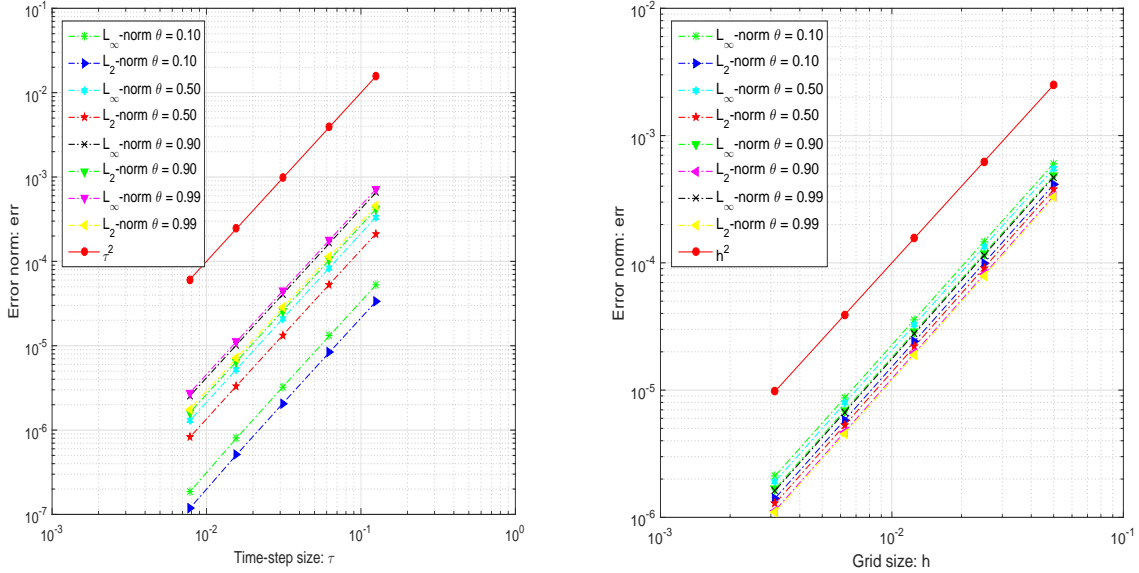 10^-1
10^-2
10^-3
10^-4
10^-5
10^-6
10^-7
Error norm: err
L∞-norm θ = 0.10
L2-norm θ = 0.10
L∞-norm θ = 0.50
L2-norm θ = 0.50
L∞-norm θ = 0.90
L2-norm θ = 0.90
L∞-norm θ = 0.99
L2-norm θ = 0.99
τ^2
10^-3 10^-2 10^-1 10^0
Time-step size: τ
10^-2
10^-3
10^-4
10^-5
10^-6
Error norm: err
L∞-norm θ = 0.10
L2-norm θ = 0.10
L∞-norm θ = 0.50
L2-norm θ = 0.50
L∞-norm θ = 0.90
L2-norm θ = 0.90
L∞-norm θ = 0.99
L2-norm θ = 0.99
h^2
10^-3 10^-2 10^-1
Grid size: h